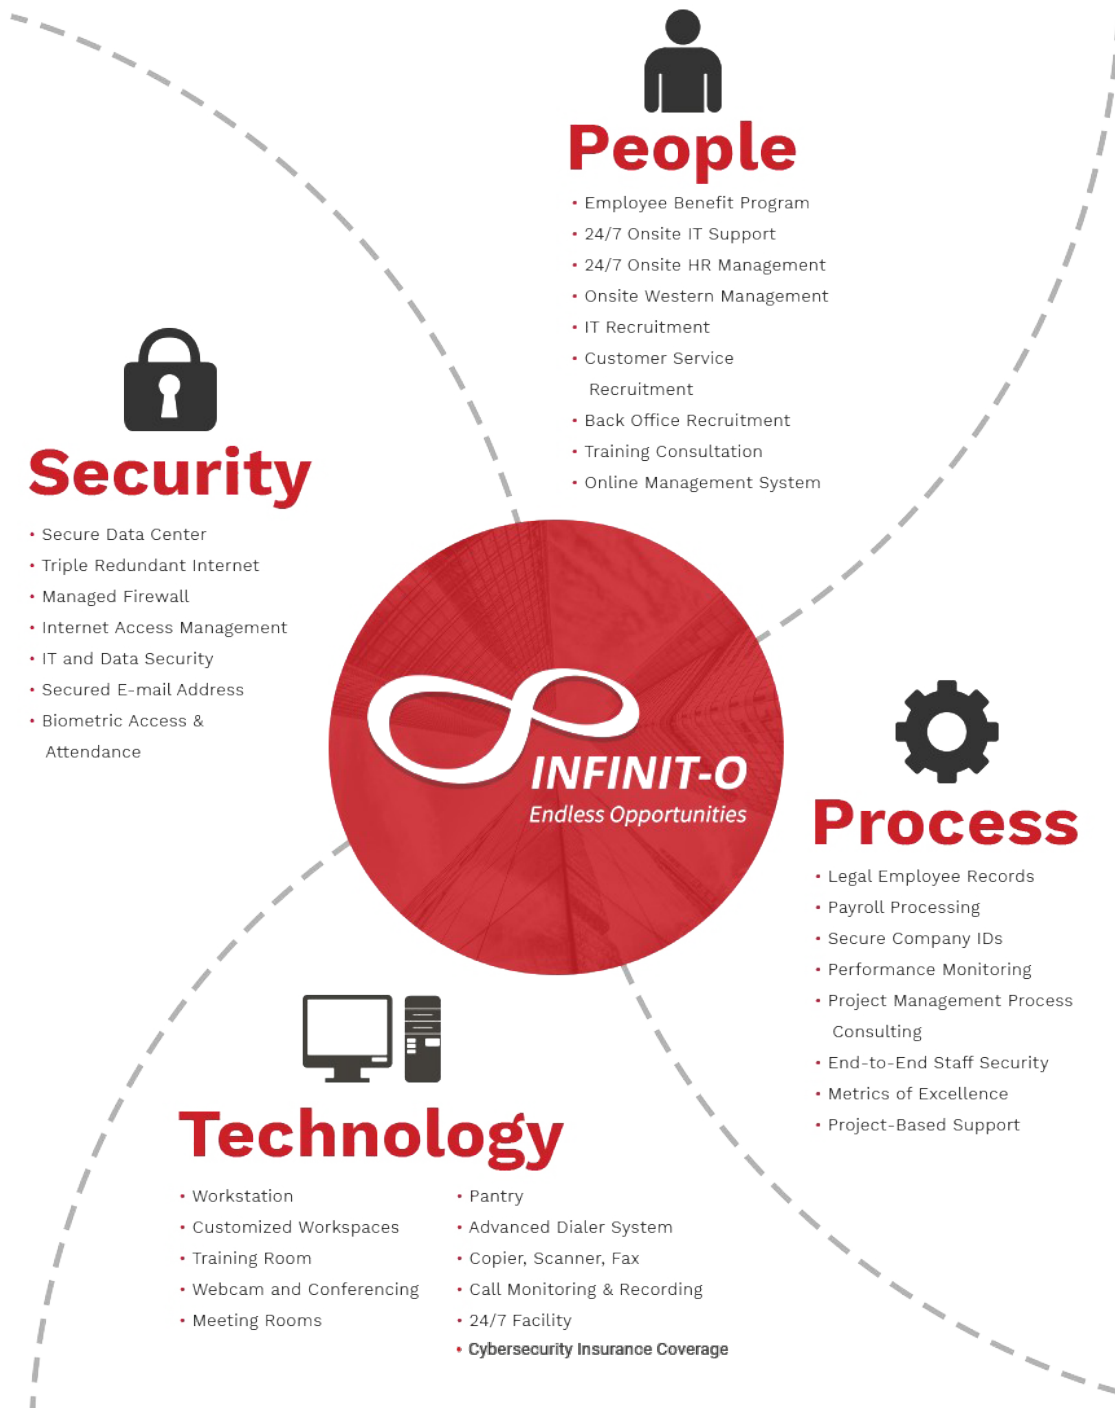 People
• Employee Benefit Program
• 24/7 Onsite IT Support
• 24/7 Onsite HR Management
• Onsite Western Management
• IT Recruitment
• Customer Service
Recruitment
• Back Office Recruitment
• Training Consultation
• Online Management System
Security
• Secure Data Center
• Triple Redundant Internet
• Managed Firewall
• Internet Access Management
• IT and Data Security
• Secured E-mail Address
• Biometric Access &
Attendance
INFINIT-O
Endless Opportunities
Process
• Legal Employee Records
• Payroll Processing
• Secure Company IDs
• Performance Monitoring
• Project Management Process
Consulting
• End-to-End Staff Security
• Metrics of Excellence
• Project-Based Support
Technology
• Workstation
• Customized Workspaces
• Training Room
• Webcam and Conferencing
• Meeting Rooms
• Pantry
• Advanced Dialer System
• Copier, Scanner, Fax
• Call Monitoring & Recording
• 24/7 Facility
• Cybersecurity Insurance Coverage